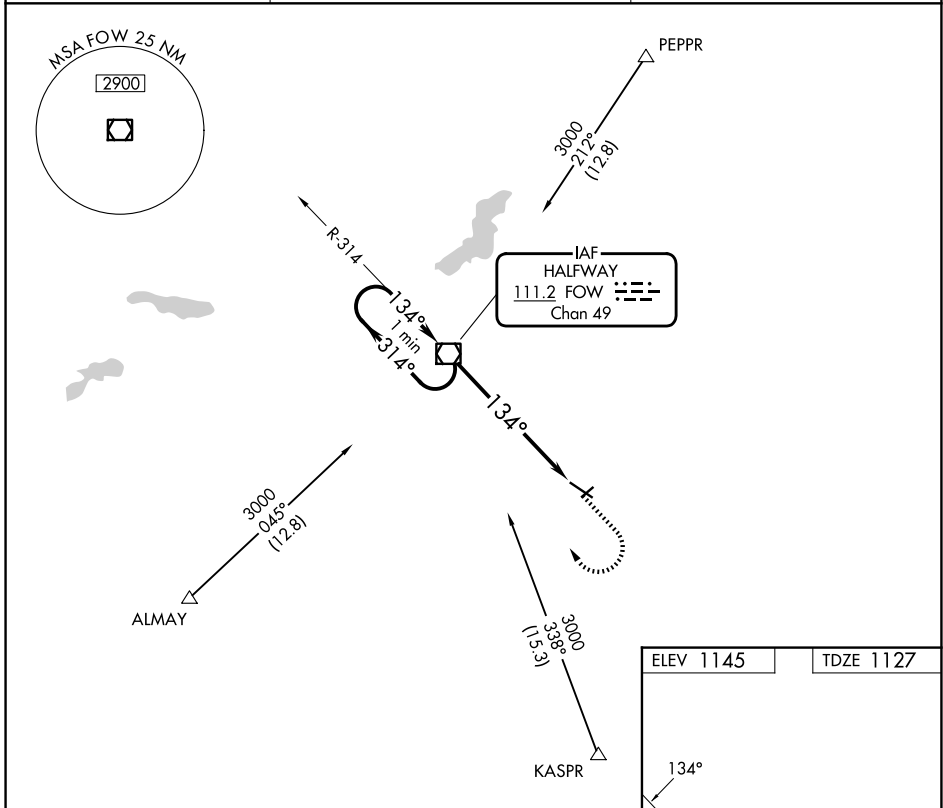 MSA FOW 25 NM
2900
PEPPR
3000
212°
(12.8)
R-314
IAF
HALFWAY
111.2 FOW
Chan 49
134°
1 min
314°
134°
3000
045°
(12.8)
ALMAY
3000
338°
(15.3)
KASPR
ELEV 1145
TDZE 1127
134°